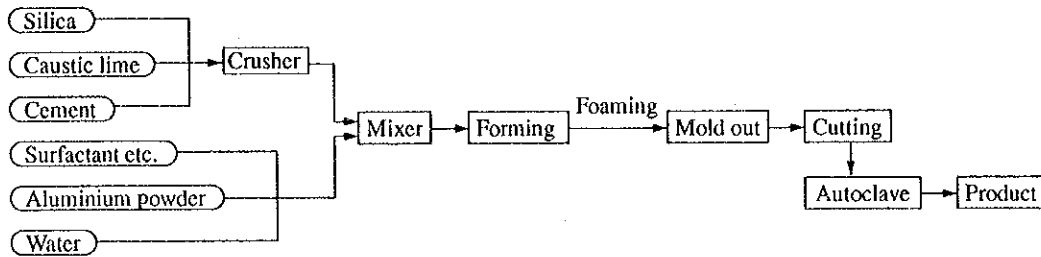 Silica
Caustic lime
Crusher
Cement
Foaming
Mixer
Forming
Mold out
Cutting
Surfactant etc.
Aluminium powder
Autoclave
Product
Water